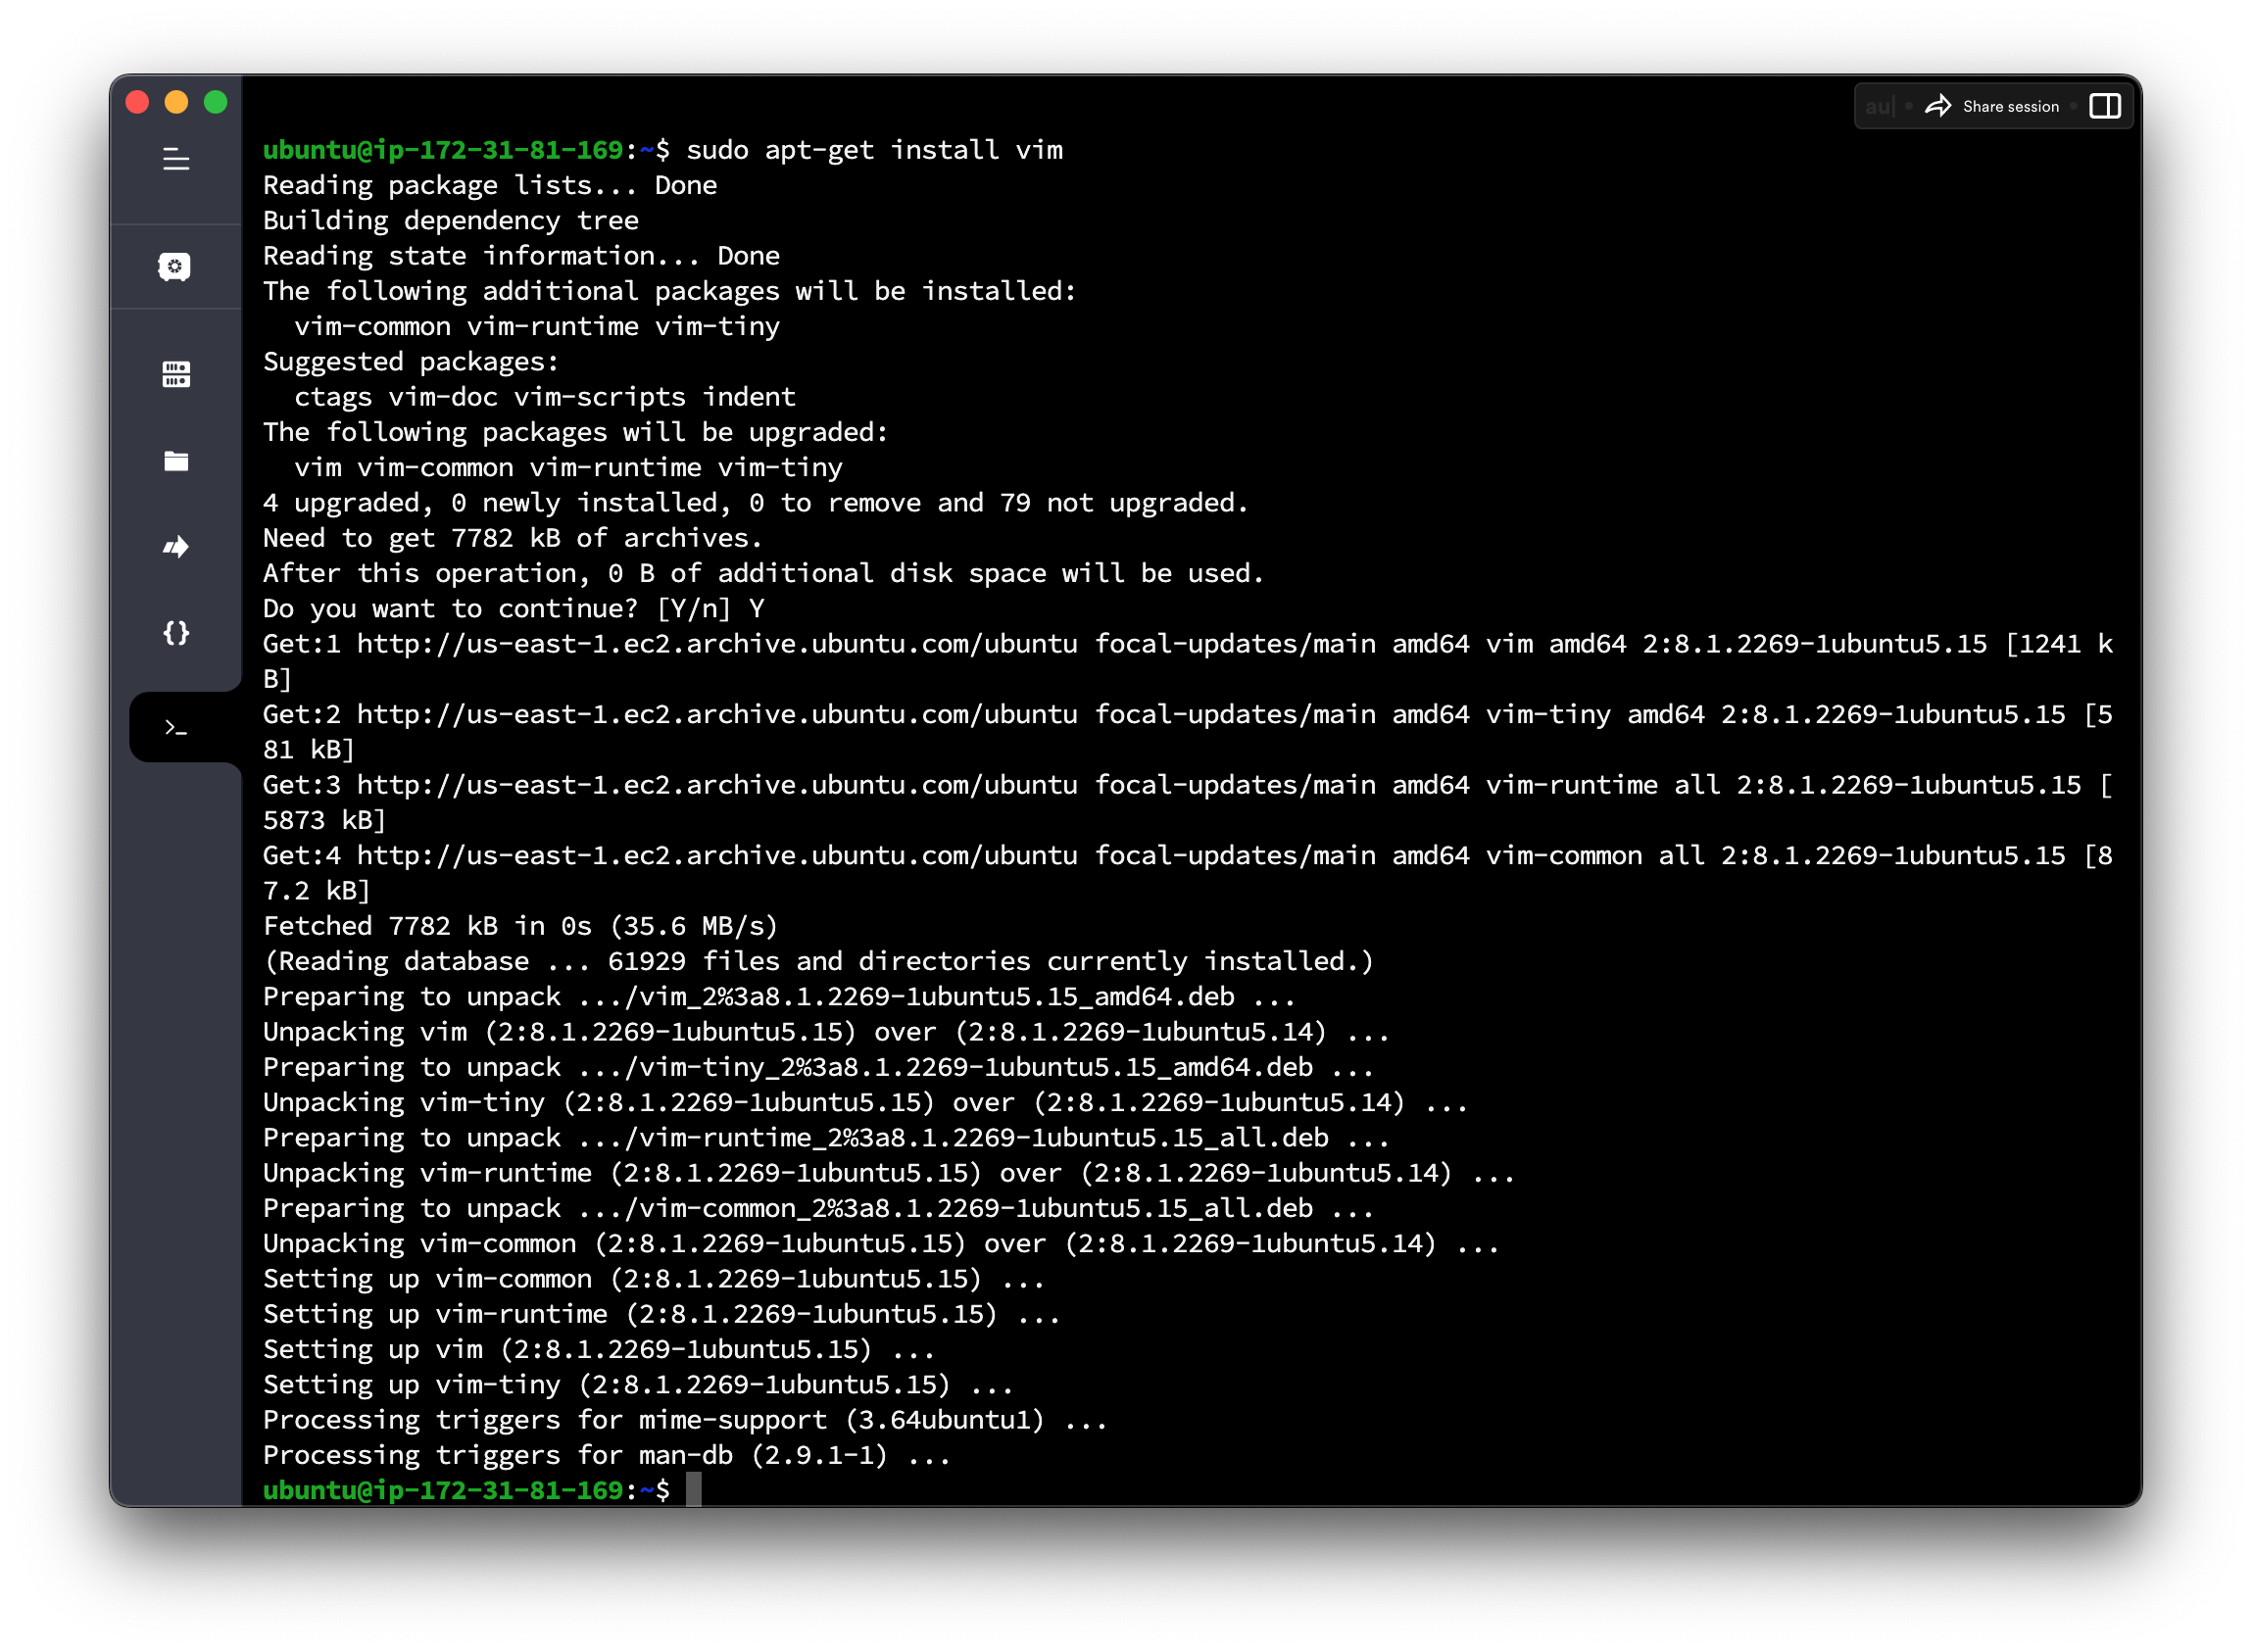 au| • Share session •
ubuntu@ip-172-31-81-169:~$ sudo apt-get install vim
Reading package lists... Done
Building dependency tree
Reading state information... Done
The following additional packages will be installed:
  vim-common vim-runtime vim-tiny
Suggested packages:
  ctags vim-doc vim-scripts indent
The following packages will be upgraded:
  vim vim-common vim-runtime vim-tiny
4 upgraded, 0 newly installed, 0 to remove and 79 not upgraded.
Need to get 7782 kB of archives.
After this operation, 0 B of additional disk space will be used.
Do you want to continue? [Y/n] Y
Get:1 http://us-east-1.ec2.archive.ubuntu.com/ubuntu focal-updates/main amd64 vim amd64 2:8.1.2269-1ubuntu5.15 [1241 k
B]
Get:2 http://us-east-1.ec2.archive.ubuntu.com/ubuntu focal-updates/main amd64 vim-tiny amd64 2:8.1.2269-1ubuntu5.15 [5
81 kB]
Get:3 http://us-east-1.ec2.archive.ubuntu.com/ubuntu focal-updates/main amd64 vim-runtime all 2:8.1.2269-1ubuntu5.15 [
5873 kB]
Get:4 http://us-east-1.ec2.archive.ubuntu.com/ubuntu focal-updates/main amd64 vim-common all 2:8.1.2269-1ubuntu5.15 [8
7.2 kB]
Fetched 7782 kB in 0s (35.6 MB/s)
(Reading database ... 61929 files and directories currently installed.)
Preparing to unpack .../vim_2%3a8.1.2269-1ubuntu5.15_amd64.deb ...
Unpacking vim (2:8.1.2269-1ubuntu5.15) over (2:8.1.2269-1ubuntu5.14) ...
Preparing to unpack .../vim-tiny_2%3a8.1.2269-1ubuntu5.15_amd64.deb ...
Unpacking vim-tiny (2:8.1.2269-1ubuntu5.15) over (2:8.1.2269-1ubuntu5.14) ...
Preparing to unpack .../vim-runtime_2%3a8.1.2269-1ubuntu5.15_all.deb ...
Unpacking vim-runtime (2:8.1.2269-1ubuntu5.15) over (2:8.1.2269-1ubuntu5.14) ...
Preparing to unpack .../vim-common_2%3a8.1.2269-1ubuntu5.15_all.deb ...
Unpacking vim-common (2:8.1.2269-1ubuntu5.15) over (2:8.1.2269-1ubuntu5.14) ...
Setting up vim-common (2:8.1.2269-1ubuntu5.15) ...
Setting up vim-runtime (2:8.1.2269-1ubuntu5.15) ...
Setting up vim (2:8.1.2269-1ubuntu5.15) ...
Setting up vim-tiny (2:8.1.2269-1ubuntu5.15) ...
Processing triggers for mime-support (3.64ubuntu1) ...
Processing triggers for man-db (2.9.1-1) ...
ubuntu@ip-172-31-81-169:~$